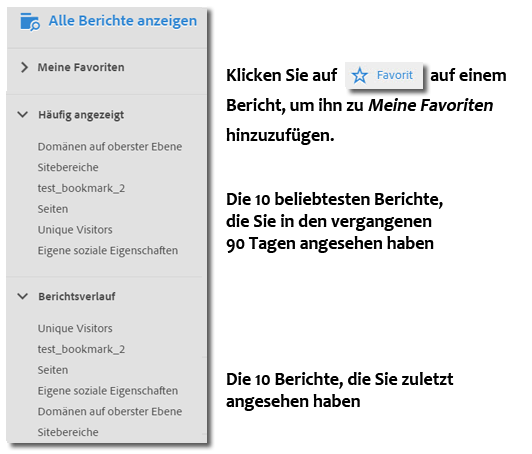 Alle Berichte anzeigen
Meine Favoriten
Häufig angezeigt
Domänen auf oberster Ebene
Sitebereiche
test_bookmark_2
Seiten
Unique Visitors
Eigene soziale Eigenschaften
Berichtsverlauf
Unique Visitors
test_bookmark_2
Seiten
Eigene soziale Eigenschaften
Domänen auf oberster Ebene
Sitebereiche
Klicken Sie auf Favorit auf einem
Bericht, um ihn zu Meine Favoriten
hinzuzufügen.
Die 10 beliebtesten Berichte,
die Sie in den vergangenen
90 Tagen angesehen haben
Die 10 Berichte, die Sie zuletzt
angesehen haben